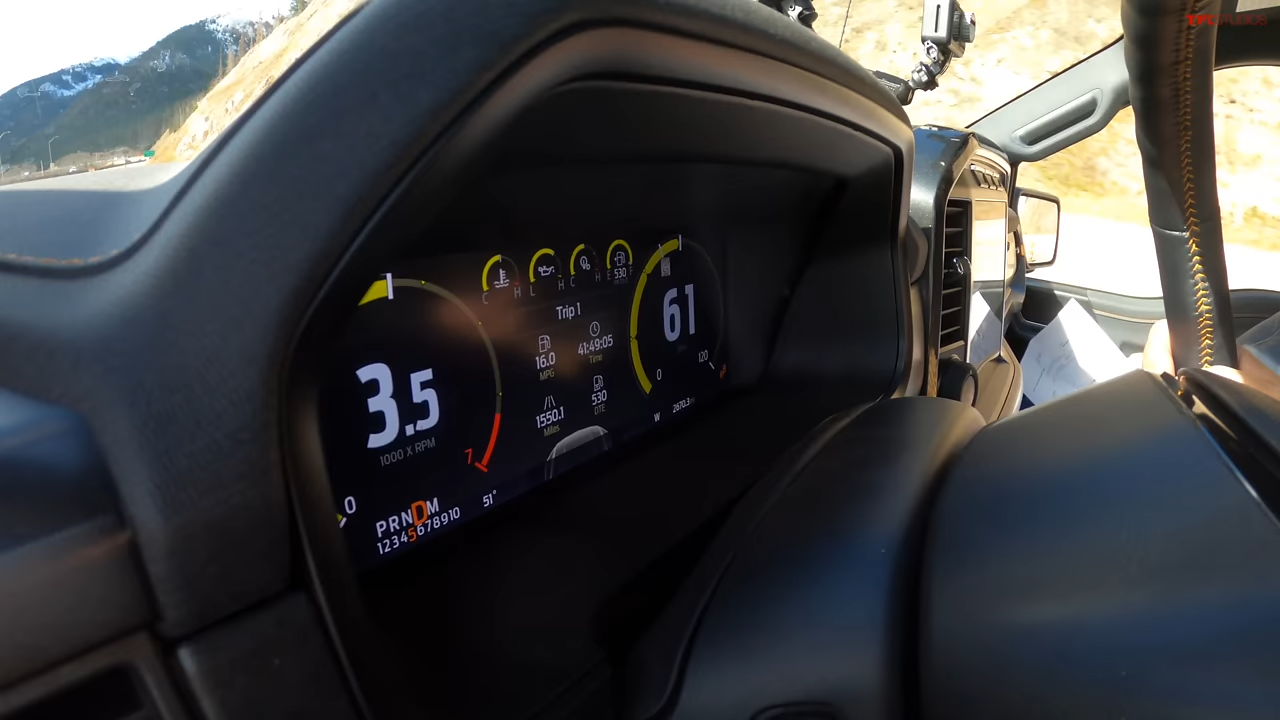 TFLSTUDIOS
C H
L H
C H
E F
530
Trip 1
16.0
MPG
41:49:05
Time
1550.1
Miles
530
DTE
3.5
1000 X RPM
7
0
61
0
120
W
2670.3
PRNDM
12345678910
51°